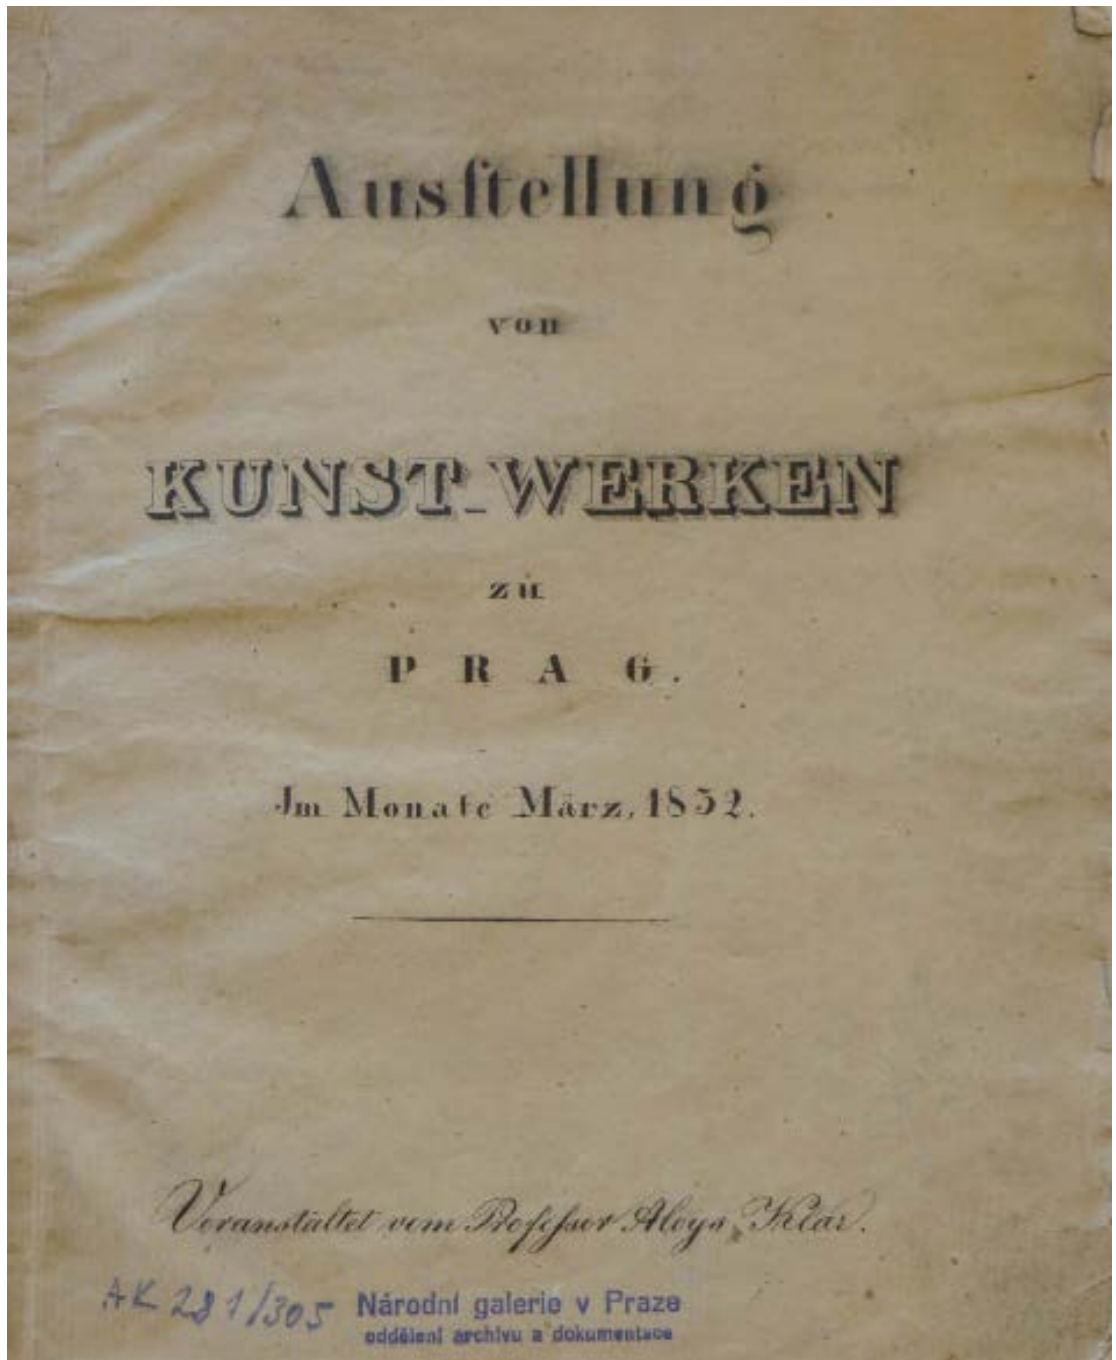 Ausſtellung
von
KUNST-WERKEN
zu
PRAG.
Im Monate März, 1832.
Veranstaltet vom Profeſsor Aloys Klar.
AK 281/305 Národní galerie v Praze
oddělení archivu a dokumentace